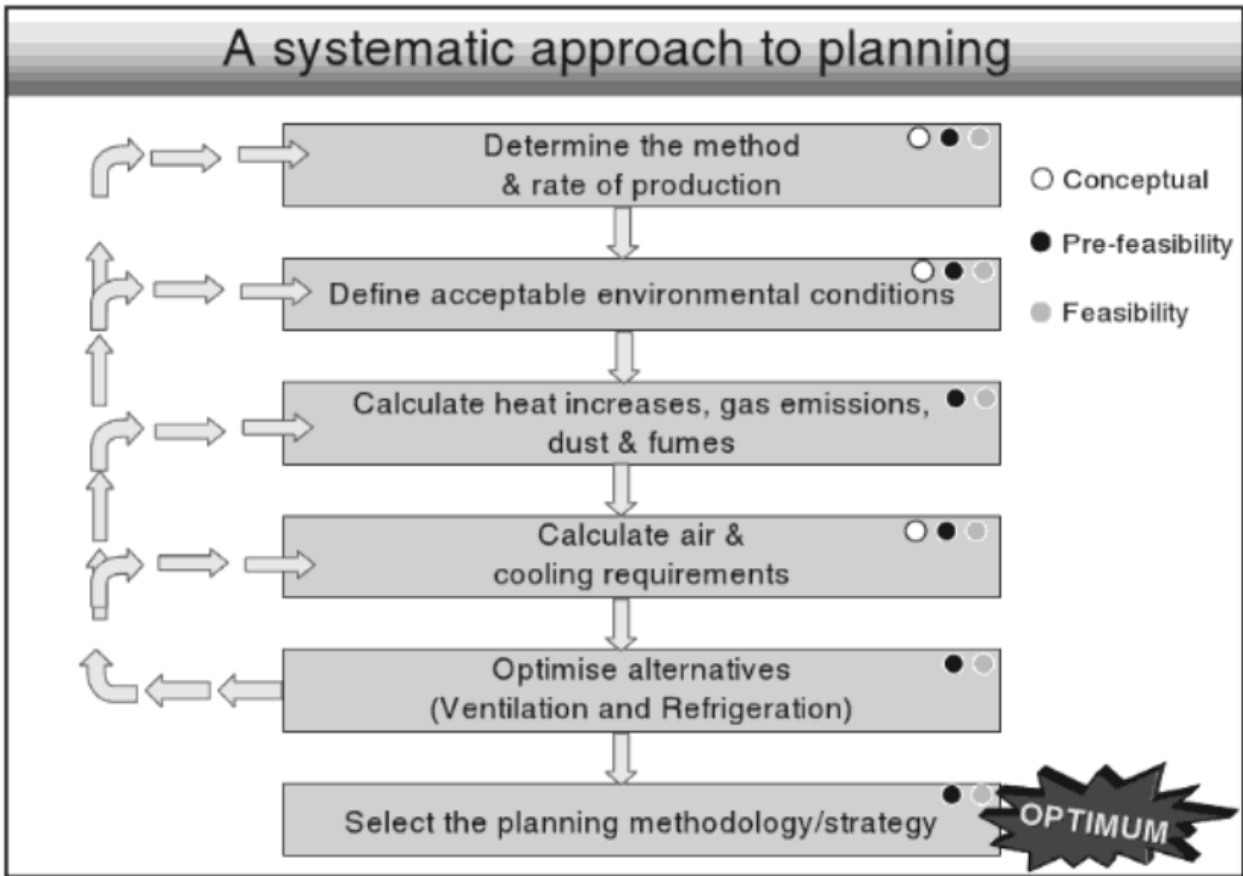 A systematic approach to planning
Determine the method
& rate of production
Conceptual
Pre-feasibility
Define acceptable environmental conditions
Feasibility
Calculate heat increases, gas emissions,
dust & fumes
Calculate air &
cooling requirements
Optimise alternatives
(Ventilation and Refrigeration)
Select the planning methodology/strategy
OPTIMUM